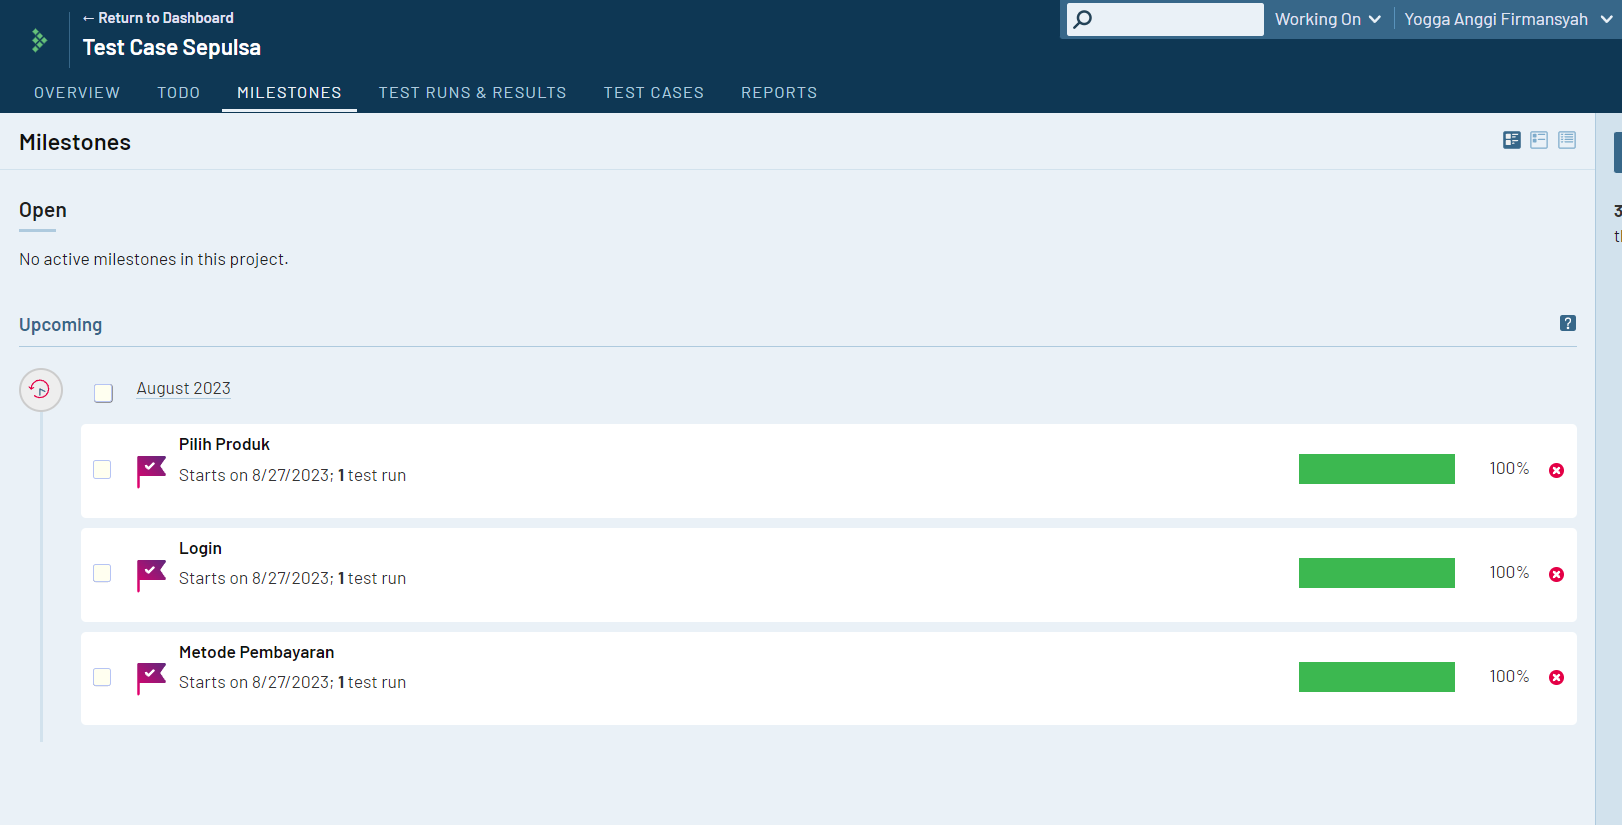 ← Return to Dashboard
Test Case Sepulsa
Working On
Yogga Anggi Firmansyah
OVERVIEW TODO MILESTONES TEST RUNS & RESULTS TEST CASES REPORTS
Milestones
Open
No active milestones in this project.
Upcoming
?
August 2023
Pilih Produk
Starts on 8/27/2023; 1 test run
100%
Login
Starts on 8/27/2023; 1 test run
100%
Metode Pembayaran
Starts on 8/27/2023; 1 test run
100%
3